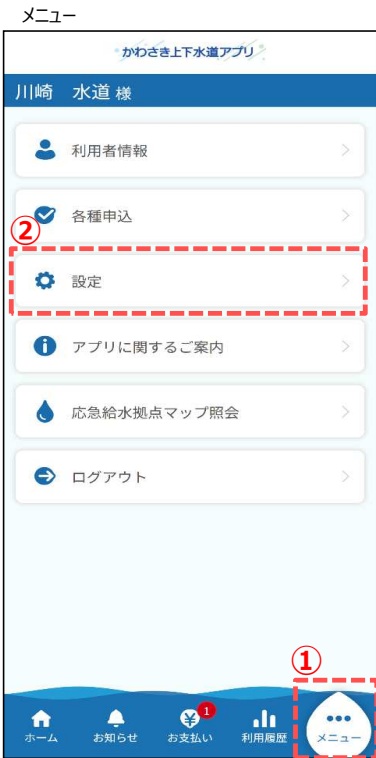 メニュー
かわさき上下水道アプリ
川崎 水道 様
利用者情報
各種申込
②
設定
アプリに関するご案内
応急給水拠点マップ照会
ログアウト
①
1
ホーム お知らせ お支払い 利用履歴 メニュー